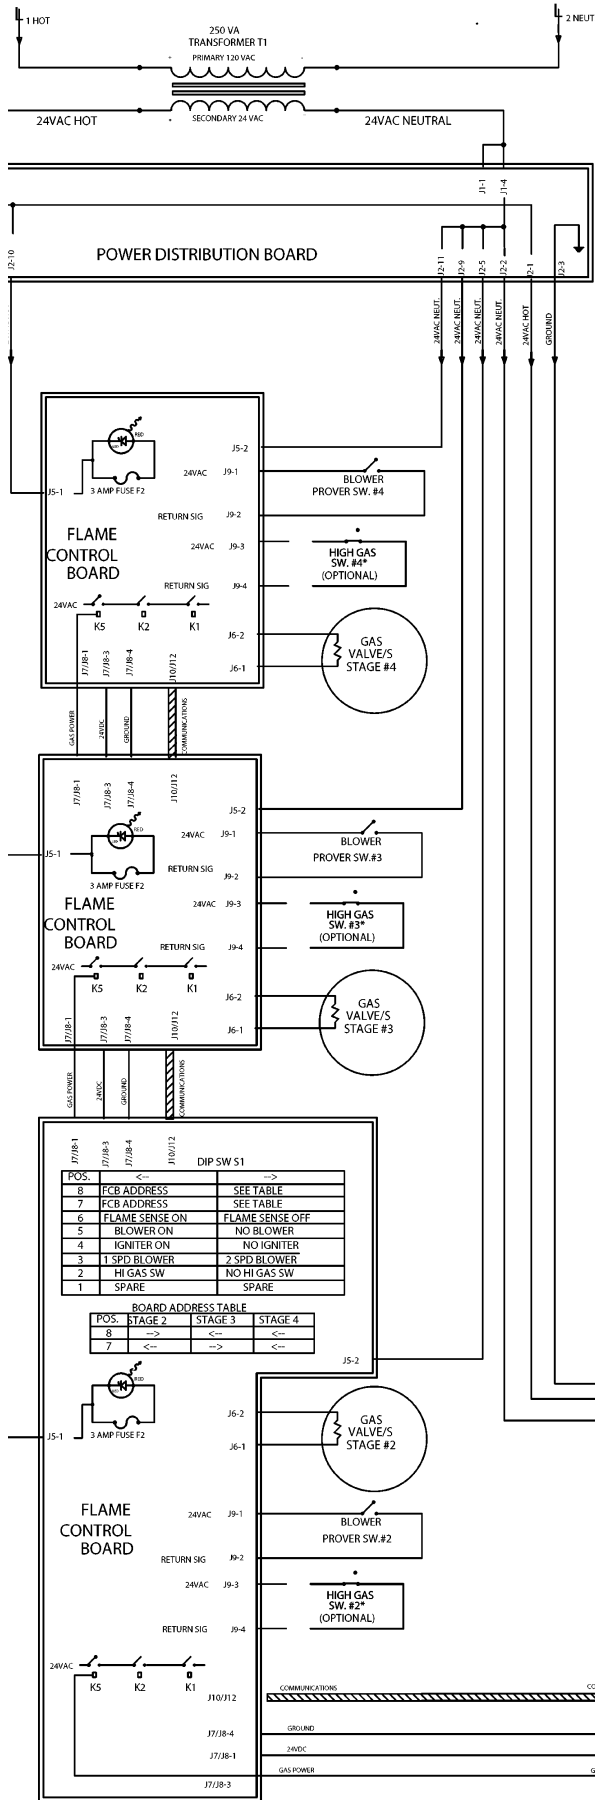 1 HOT
2 NEUT
250 VA
TRANSFORMER T1
PRIMARY 120 VAC
SECONDARY 24 VAC
24VAC HOT
24VAC NEUTRAL
J1-1
J1-4
POWER DISTRIBUTION BOARD
J2-10
J2-11
J2-9
J2-5
J2-2
J2-1
J2-3
24VAC NEUT.
24VAC NEUT.
24VAC NEUT.
24VAC NEUT.
24VAC HOT
GROUND
RED
3 AMP FUSE F2
J5-1
J5-2
24VAC J9-1
BLOWER
PROVER SW. #4
RETURN SIG J9-2
FLAME
CONTROL
BOARD
24VAC J9-3
HIGH GAS
SW. #4*
(OPTIONAL)
RETURN SIG J9-4
24VAC
K5 K2 K1
J6-2
J6-1
GAS
VALVE/S
STAGE #4
J7/J8-1
J7/J8-3
J7/J8-4
J10/J12
GAS POWER
24VDC
GROUND
COMMUNICATIONS
J7/J8-1
J7/J8-3
J7/J8-4
J10/J12
J5-2
RED
3 AMP FUSE F2
J5-1
24VAC J9-1
BLOWER
PROVER SW.#3
RETURN SIG
J9-2
FLAME
CONTROL
BOARD
24VAC J9-3
HIGH GAS
SW. #3*
(OPTIONAL)
RETURN SIG J9-4
24VAC
K5 K2 K1
J6-2
J6-1
GAS
VALVE/S
STAGE #3
J7/J8-1
J7/J8-3
J7/J8-4
J10/J12
GAS POWER
24VDC
GROUND
COMMUNICATIONS
J7/J8-1
J7/J8-3
J7/J8-4
J10/J12
DIP SW S1
POS. <-- -->
8 FCB ADDRESS SEE TABLE
7 FCB ADDRESS SEE TABLE
6 FLAME SENSE ON FLAME SENSE OFF
5 BLOWER ON NO BLOWER
4 IGNITER ON NO IGNITER
3 1 SPD BLOWER 2 SPD BLOWER
2 HI GAS SW NO HI GAS SW
1 SPARE SPARE
BOARD ADDRESS TABLE
POS. STAGE 2 STAGE 3 STAGE 4
8 --> <-- <--
7 <-- --> <--
J5-2
RED
3 AMP FUSE F2
J5-1
J6-2
J6-1
GAS
VALVE/S
STAGE #2
FLAME
CONTROL
BOARD
24VAC J9-1
BLOWER
PROVER SW.#2
RETURN SIG J9-2
24VAC J9-3
HIGH GAS
SW. #2*
(OPTIONAL)
RETURN SIG J9-4
24VAC
K5 K2 K1
J10/J12
COMMUNICATIONS
CO
J7/J8-4
GROUND
J7/J8-1
24VDC
GAS POWER
G
J7/J8-3